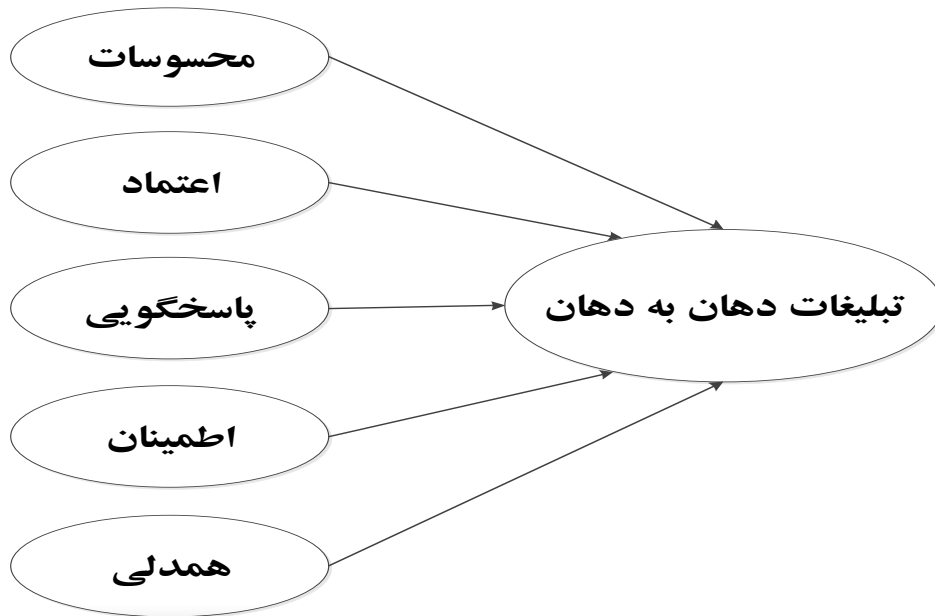 محسوسات
اعتماد
پاسخگویی
اطمینان
همدلی
تبلیغات دهان به دهان